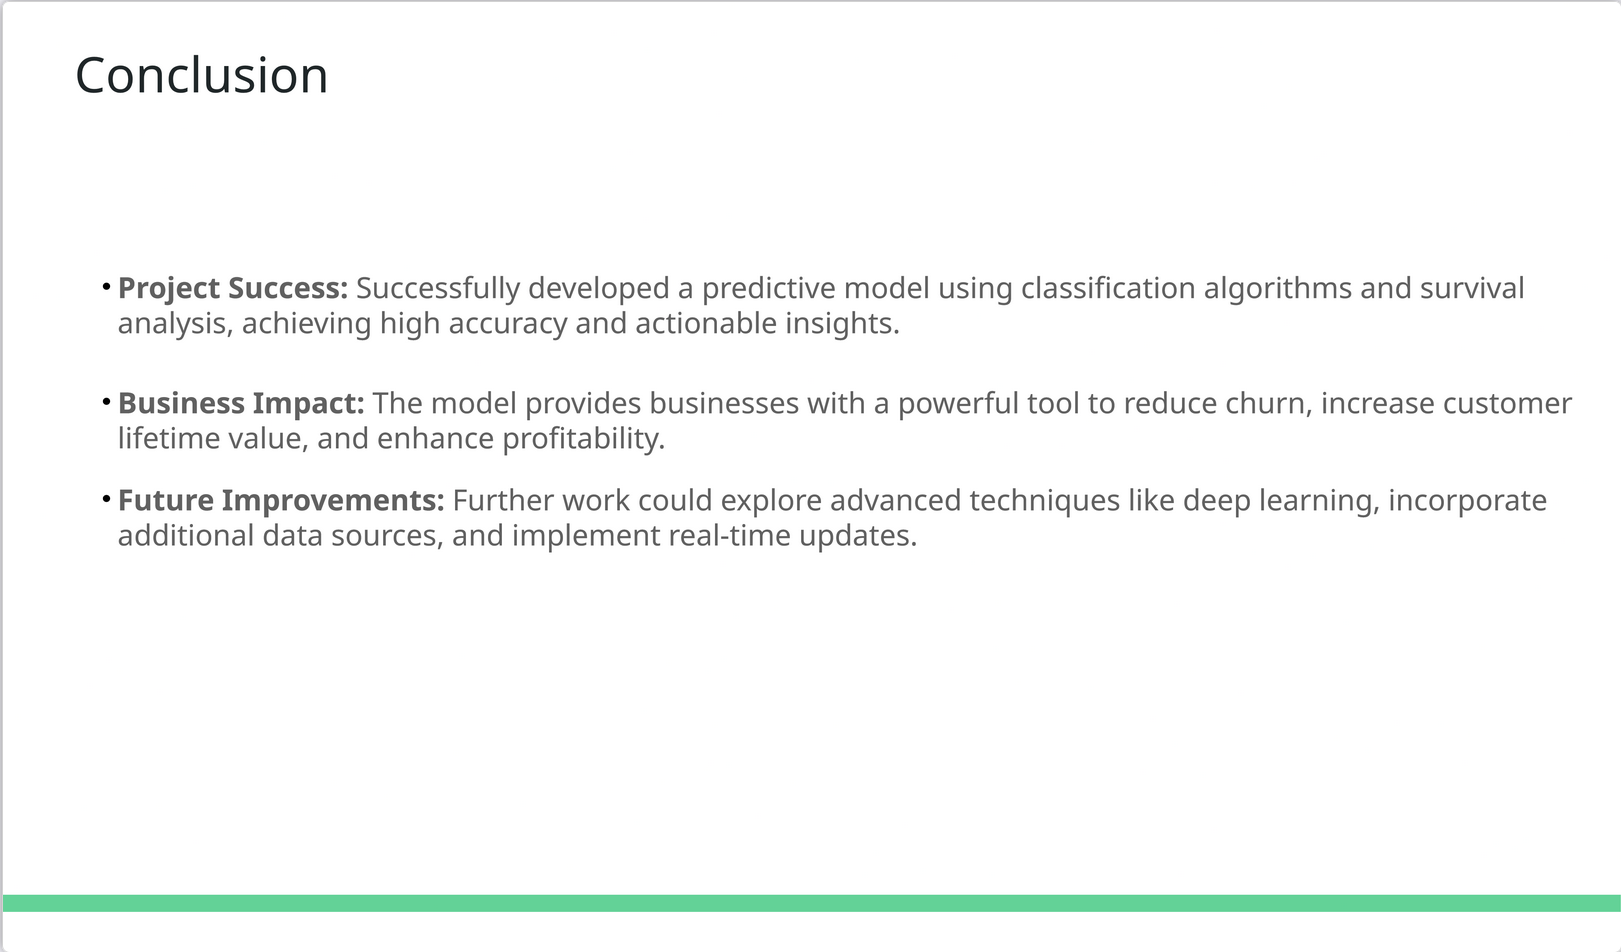 Conclusion
• Project Success: Successfully developed a predictive model using classification algorithms and survival
analysis, achieving high accuracy and actionable insights.
• Business Impact: The model provides businesses with a powerful tool to reduce churn, increase customer
lifetime value, and enhance profitability.
• Future Improvements: Further work could explore advanced techniques like deep learning, incorporate
additional data sources, and implement real-time updates.